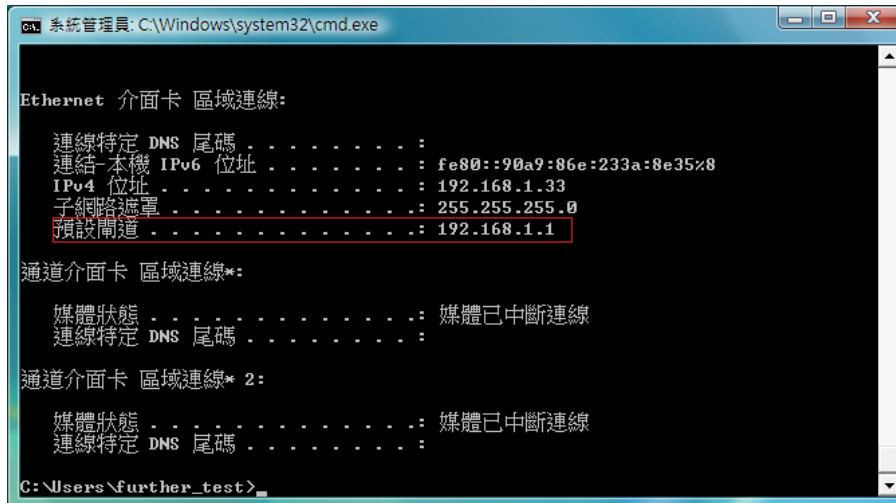 系統管理員: C:\Windows\system32\cmd.exe
Ethernet 介面卡 區域連線:
連線特定 DNS 尾碼 . . . . . . . . :
連結-本機 IPv6 位址 . . . . . . . : fe80::90a9:86e:233a:8e35%8
IPv4 位址 . . . . . . . . . . . . : 192.168.1.33
子網路遮罩 . . . . . . . . . . . .: 255.255.255.0
預設閘道 . . . . . . . . . . . . .: 192.168.1.1
通道介面卡 區域連線*:
媒體狀態 . . . . . . . . . . . . .: 媒體已中斷連線
連線特定 DNS 尾碼 . . . . . . . . :
通道介面卡 區域連線* 2:
媒體狀態 . . . . . . . . . . . . .: 媒體已中斷連線
連線特定 DNS 尾碼 . . . . . . . . :
C:\Users\further_test>_